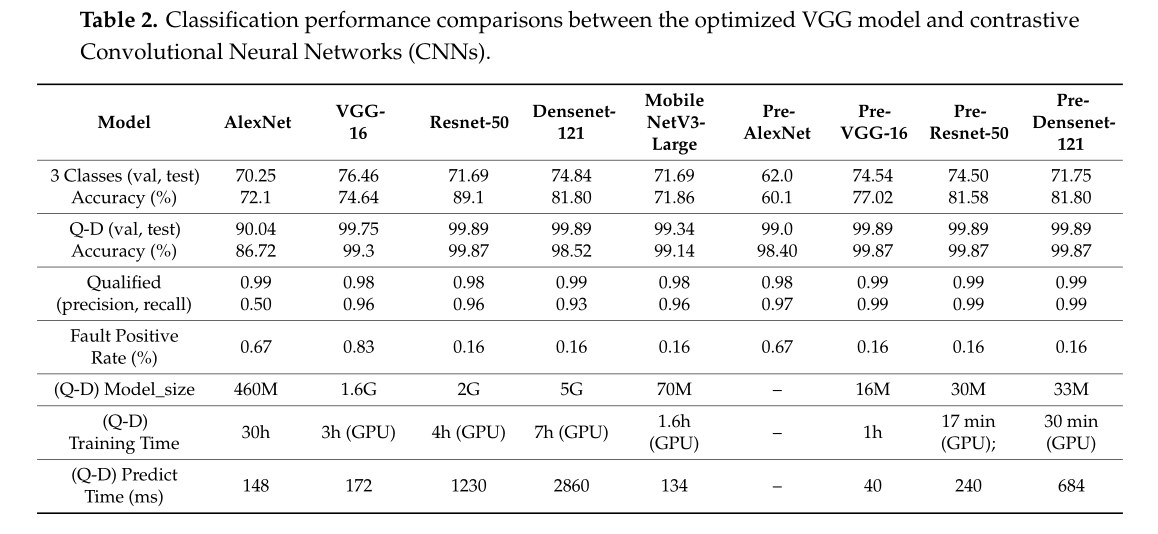 Table 2. Classification performance comparisons between the optimized VGG model and contrastive
Convolutional Neural Networks (CNNs).
Model AlexNet VGG-16 Resnet-50 Densenet-121 Mobile NetV3-Large Pre-AlexNet Pre-VGG-16 Pre-Resnet-50 Pre-Densenet-121
3 Classes (val, test) 70.25 76.46 71.69 74.84 71.69 62.0 74.54 74.50 71.75
Accuracy (%) 72.1 74.64 89.1 81.80 71.86 60.1 77.02 81.58 81.80
Q-D (val, test) 90.04 99.75 99.89 99.89 99.34 99.0 99.89 99.89 99.89
Accuracy (%) 86.72 99.3 99.87 98.52 99.14 98.40 99.87 99.87 99.87
Qualified 0.99 0.98 0.98 0.99 0.98 0.98 0.99 0.99 0.99
(precision, recall) 0.50 0.96 0.96 0.93 0.96 0.97 0.99 0.99 0.99
Fault Positive
Rate (%) 0.67 0.83 0.16 0.16 0.16 0.67 0.16 0.16 0.16
(Q-D) Model_size 460M 1.6G 2G 5G 70M – 16M 30M 33M
(Q-D)
Training Time 30h 3h (GPU) 4h (GPU) 7h (GPU) 1.6h (GPU) – 1h 17 min (GPU); 30 min (GPU)
(Q-D) Predict
Time (ms) 148 172 1230 2860 134 – 40 240 684